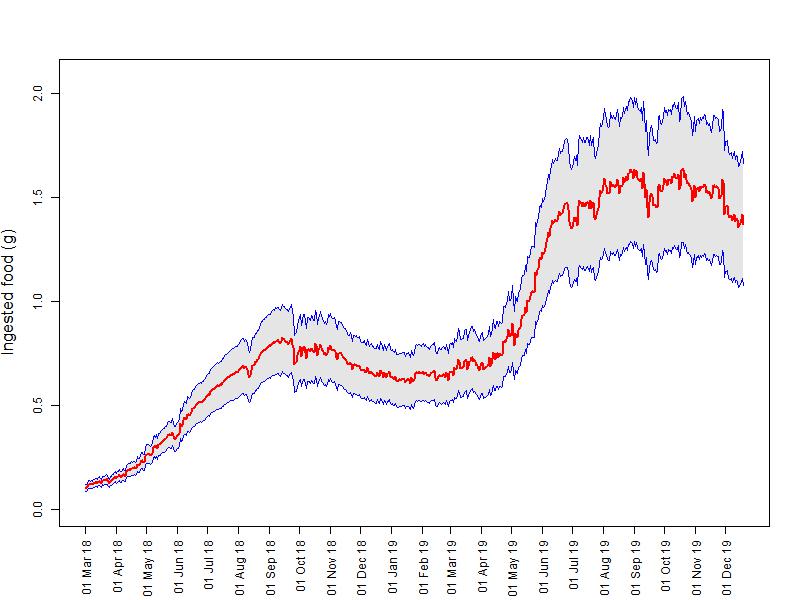 Ingested food (g)
2.0
1.5
1.0
0.5
0.0
01 Mar 18
01 Apr 18
01 May 18
01 Jun 18
01 Jul 18
01 Aug 18
01 Sep 18
01 Oct 18
01 Nov 18
01 Dec 18
01 Jan 19
01 Feb 19
01 Mar 19
01 Apr 19
01 May 19
01 Jun 19
01 Jul 19
01 Aug 19
01 Sep 19
01 Oct 19
01 Nov 19
01 Dec 19